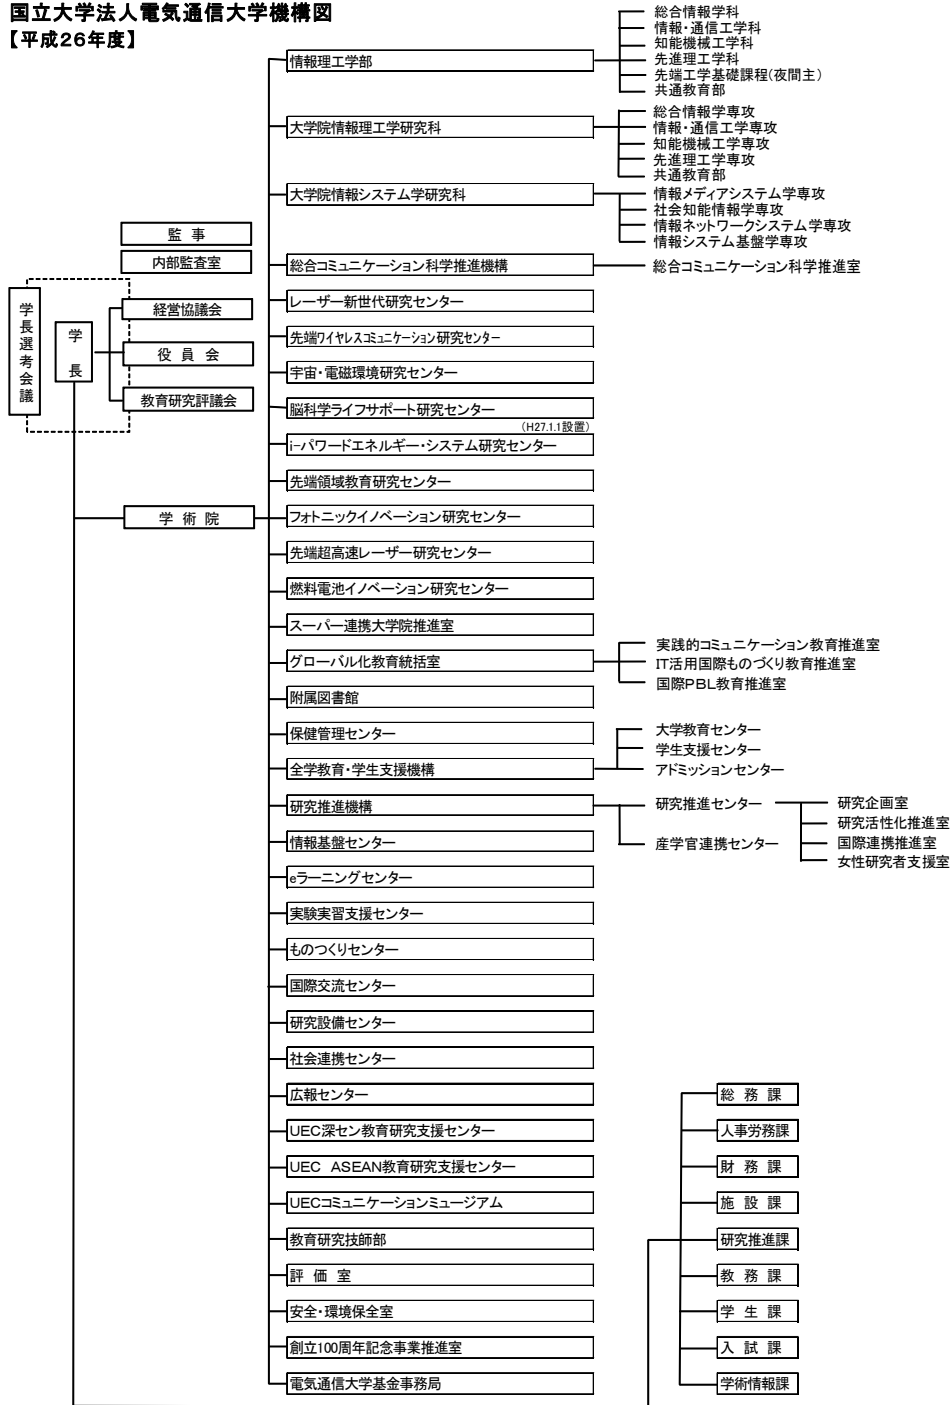 国立大学法人電気通信大学機構図
【平成26年度】
監 事
内部監査室
学長選考会議
学 長
経営協議会
役 員 会
教育研究評議会
学 術 院
情報理工学部
総合情報学科
情報・通信工学科
知能機械工学科
先進理工学科
先端工学基礎課程(夜間主)
共通教育部
大学院情報理工学研究科
総合情報学専攻
情報・通信工学専攻
知能機械工学専攻
先進理工学専攻
共通教育部
大学院情報システム学研究科
情報メディアシステム学専攻
社会知能情報学専攻
情報ネットワークシステム学専攻
情報システム基盤学専攻
総合コミュニケーション科学推進機構
総合コミュニケーション科学推進室
レーザー新世代研究センター
先端ワイヤレスコミュニケーション研究センター
宇宙・電磁環境研究センター
脳科学ライフサポート研究センター
(H27.1.1設置)
i-パワードエネルギー・システム研究センター
先端領域教育研究センター
フォトニックイノベーション研究センター
先端超高速レーザー研究センター
燃料電池イノベーション研究センター
スーパー連携大学院推進室
グローバル化教育統括室
実践的コミュニケーション教育推進室
IT活用国際ものづくり教育推進室
国際PBL教育推進室
附属図書館
保健管理センター
全学教育・学生支援機構
大学教育センター
学生支援センター
アドミッションセンター
研究推進機構
研究推進センター
研究企画室
研究活性化推進室
国際連携推進室
女性研究者支援室
産学官連携センター
情報基盤センター
eラーニングセンター
実験実習支援センター
ものつくりセンター
国際交流センター
研究設備センター
社会連携センター
広報センター
UEC深セン教育研究支援センター
UEC ASEAN教育研究支援センター
UECコミュニケーションミュージアム
教育研究技師部
評 価 室
安全・環境保全室
創立100周年記念事業推進室
電気通信大学基金事務局
総 務 課
人事労務課
財 務 課
施 設 課
研究推進課
教 務 課
学 生 課
入 試 課
学術情報課